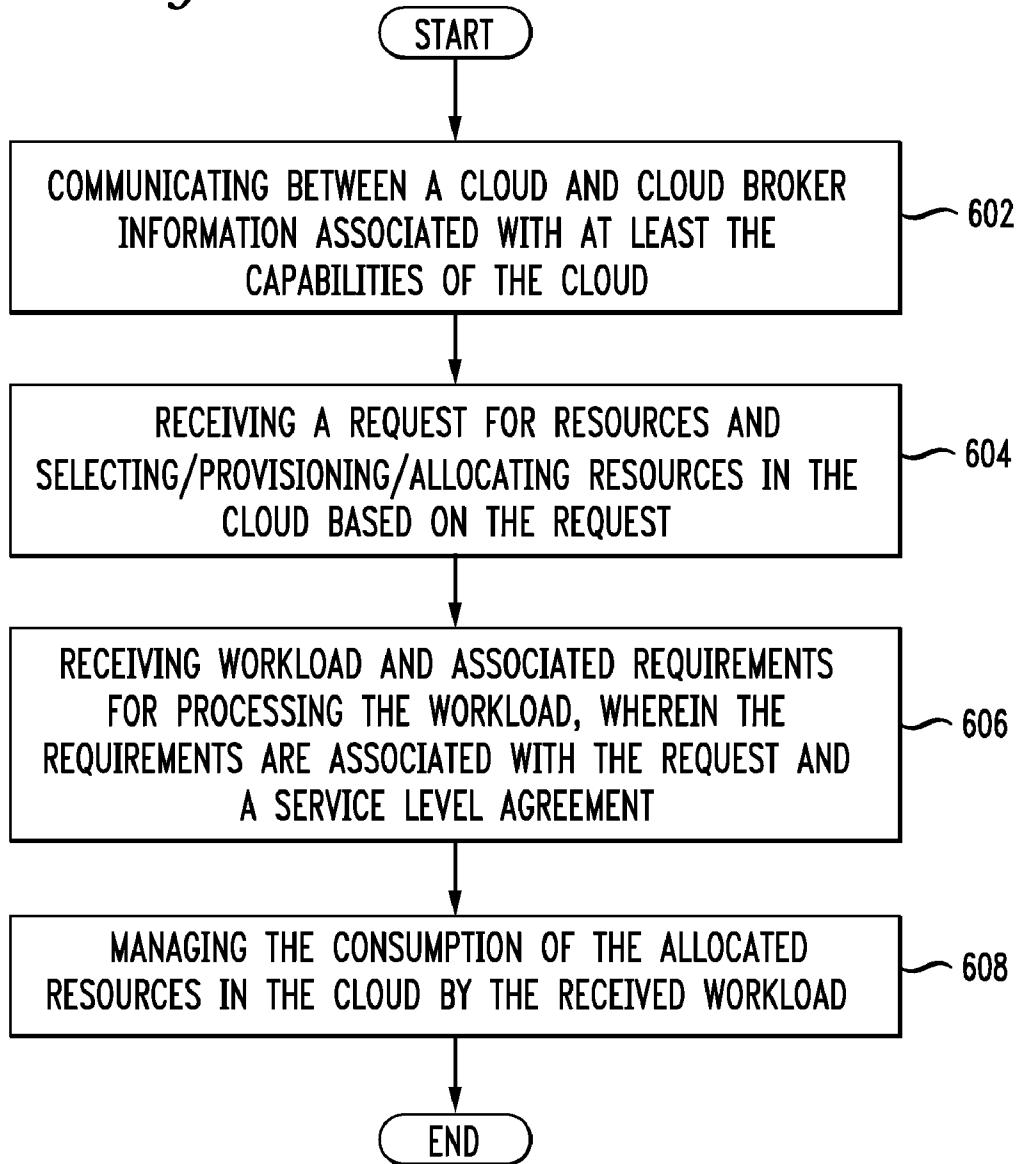 START
COMMUNICATING BETWEEN A CLOUD AND CLOUD BROKER
INFORMATION ASSOCIATED WITH AT LEAST THE
CAPABILITIES OF THE CLOUD
602
RECEIVING A REQUEST FOR RESOURCES AND
SELECTING/PROVISIONING/ALLOCATING RESOURCES IN THE
CLOUD BASED ON THE REQUEST
604
RECEIVING WORKLOAD AND ASSOCIATED REQUIREMENTS
FOR PROCESSING THE WORKLOAD, WHEREIN THE
REQUIREMENTS ARE ASSOCIATED WITH THE REQUEST AND
A SERVICE LEVEL AGREEMENT
606
MANAGING THE CONSUMPTION OF THE ALLOCATED
RESOURCES IN THE CLOUD BY THE RECEIVED WORKLOAD
608
END